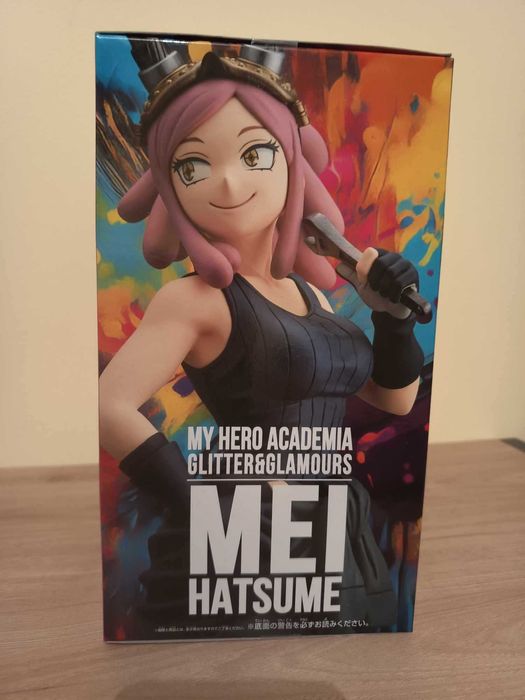 MY HERO ACADEMIA
GLITTER&GLAMOURS
MEI
HATSUME
※底面の警告を必ずお読みください。